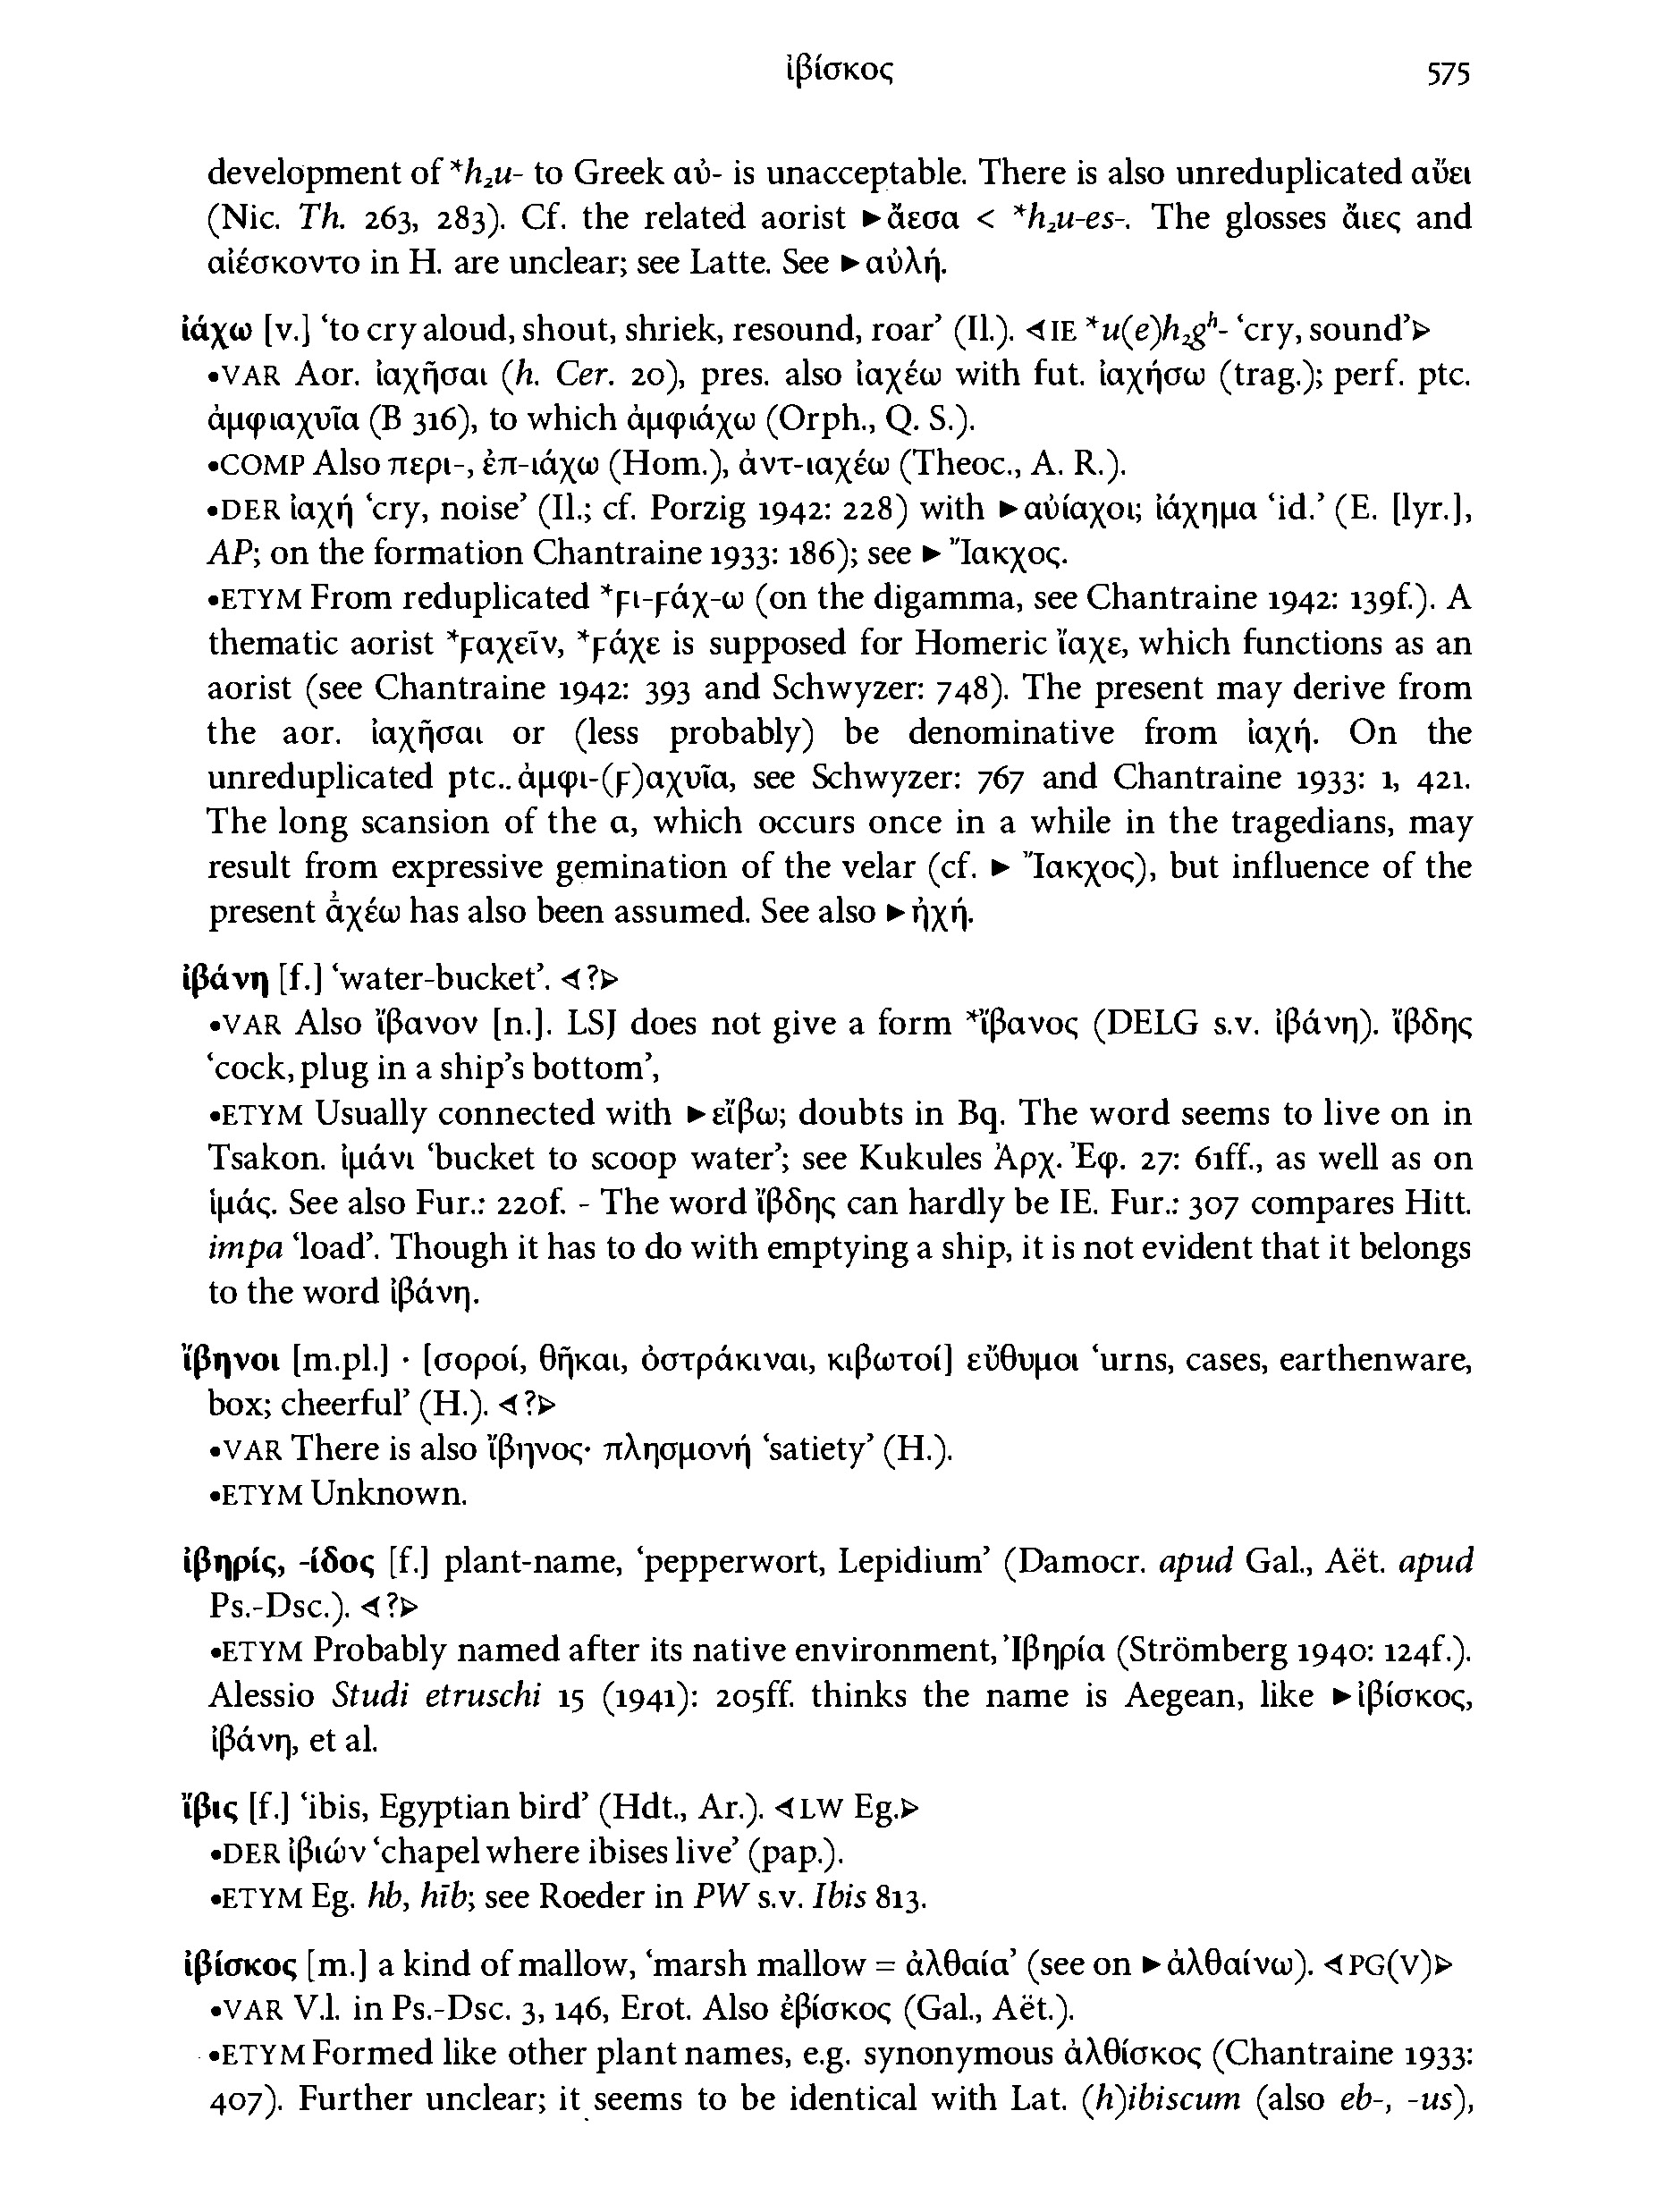 ἰβίσκος 575
development of *h₂u- to Greek αὐ- is unacceptable. There is also unreduplicated αὔει
(Nic. Th. 263, 283). Cf. the related aorist ►ἄεσα < *h₂u-es-. The glosses ἄιες and
αἰέσκοντο in H. are unclear; see Latte. See ►αὐλή.
ἰάχω [v.] ‘to cry aloud, shout, shriek, resound, roar’ (Il.). ◁IE *u(e)h₂gʰ- ‘cry, sound’▷
•VAR Aor. ἰαχῆσαι (h. Cer. 20), pres. also ἰαχέω with fut. ἰαχήσω (trag.); perf. ptc.
ἀμφιαχυῖα (B 316), to which ἀμφιάχω (Orph., Q. S.).
•COMP Also περι-, ἐπ-ιάχω (Hom.), ἀντ-ιαχέω (Theoc., A. R.).
•DER ἰαχή ‘cry, noise’ (Il.; cf. Porzig 1942: 228) with ►αὐίαχοι; ἰάχημα ‘id.’ (E. [lyr.],
AP; on the formation Chantraine 1933: 186); see ► Ἴακχος.
•ETYM From reduplicated *ϝι-ϝάχ-ω (on the digamma, see Chantraine 1942: 139f.). A
thematic aorist *ϝαχεῖν, *ϝάχε is supposed for Homeric ἴαχε, which functions as an
aorist (see Chantraine 1942: 393 and Schwyzer: 748). The present may derive from
the aor. ἰαχῆσαι or (less probably) be denominative from ἰαχή. On the
unreduplicated ptc.. ἀμφι-(ϝ)αχυῖα, see Schwyzer: 767 and Chantraine 1933: 1, 421.
The long scansion of the α, which occurs once in a while in the tragedians, may
result from expressive gemination of the velar (cf. ► Ἴακχος), but influence of the
present ἀχέω has also been assumed. See also ►ἠχή.
ἰβάνη [f.] ‘water-bucket’. ◁?▷
•VAR Also ἴβανον [n.]. LSJ does not give a form *ἴβανος (DELG s.v. ἰβάνη). ἴβδης
‘cock, plug in a ship’s bottom’,
•ETYM Usually connected with ►εἴβω; doubts in Bq. The word seems to live on in
Tsakon. ἰμάνι ‘bucket to scoop water’; see Kukules Ἀρχ. Ἐφ. 27: 61ff., as well as on
ἱμάς. See also Fur.: 220f. - The word ἴβδης can hardly be IE. Fur.: 307 compares Hitt.
impa ‘load’. Though it has to do with emptying a ship, it is not evident that it belongs
to the word ἰβάνη.
ἴβηνοι [m.pl.] · [σοροί, θῆκαι, ὀστράκιναι, κιβωτοί] εὔθυμοι ‘urns, cases, earthenware,
box; cheerful’ (H.). ◁?▷
•VAR There is also ἴβηνος· πλησμονή ‘satiety’ (H.).
•ETYM Unknown.
ἰβηρίς, -ίδος [f.] plant-name, ‘pepperwort, Lepidium’ (Damocr. apud Gal., Aët. apud
Ps.-Dsc.). ◁?▷
•ETYM Probably named after its native environment, Ἰβηρία (Strömberg 1940: 124f.).
Alessio Studi etruschi 15 (1941): 205ff. thinks the name is Aegean, like ►ἰβίσκος,
ἰβάνη, et al.
ἴβις [f.] ‘ibis, Egyptian bird’ (Hdt., Ar.). ◁LW Eg.▷
•DER ἰβιών ‘chapel where ibises live’ (pap.).
•ETYM Eg. hb, hīb; see Roeder in PW s.v. Ibis 813.
ἰβίσκος [m.] a kind of mallow, ‘marsh mallow = ἀλθαία’ (see on ►ἀλθαίνω). ◁PG(V)▷
•VAR V.l. in Ps.-Dsc. 3, 146, Erot. Also ἐβίσκος (Gal., Aët.).
•ETYM Formed like other plant names, e.g. synonymous ἀλθίσκος (Chantraine 1933:
407). Further unclear; it seems to be identical with Lat. (h)ibiscum (also eb-, -us),